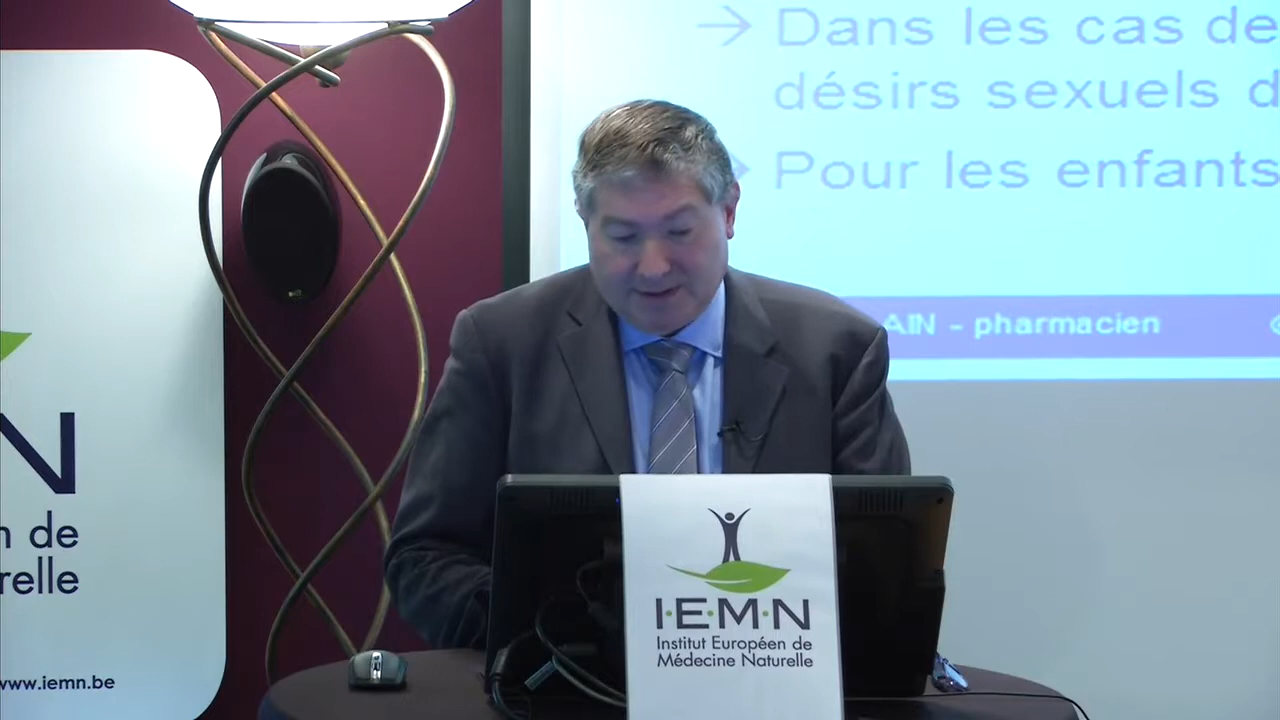 Dans les cas de
désirs sexuels d
Pour les enfants
AIN - pharmacien
N
n de
relle
www.iemn.be
I·E·M·N
Institut Européen de
Médecine Naturelle